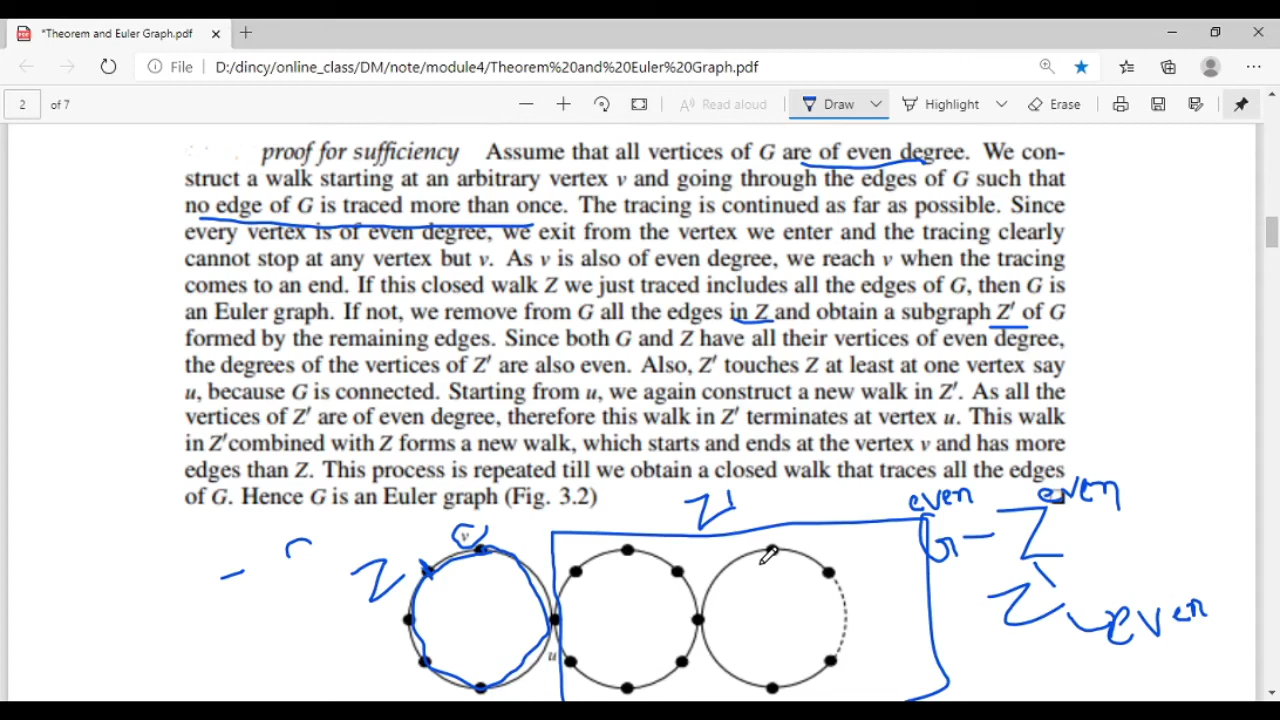 *Theorem and Euler Graph.pdf
File D:/dincy/online_class/DM/note/module4/Theorem%20and%20Euler%20Graph.pdf
2 of 7 Read aloud Draw Highlight Erase
proof for sufficiency Assume that all vertices of G are of even degree. We con-
struct a walk starting at an arbitrary vertex v and going through the edges of G such that
no edge of G is traced more than once. The tracing is continued as far as possible. Since
every vertex is of even degree, we exit from the vertex we enter and the tracing clearly
cannot stop at any vertex but v. As v is also of even degree, we reach v when the tracing
comes to an end. If this closed walk Z we just traced includes all the edges of G, then G is
an Euler graph. If not, we remove from G all the edges in Z and obtain a subgraph Z′ of G
formed by the remaining edges. Since both G and Z have all their vertices of even degree,
the degrees of the vertices of Z′ are also even. Also, Z′ touches Z at least at one vertex say
u, because G is connected. Starting from u, we again construct a new walk in Z′. As all the
vertices of Z′ are of even degree, therefore this walk in Z′ terminates at vertex u. This walk
in Z′combined with Z forms a new walk, which starts and ends at the vertex v and has more
edges than Z. This process is repeated till we obtain a closed walk that traces all the edges
of G. Hence G is an Euler graph (Fig. 3.2)
Z′ even even
v G - Z
Z Z′ even
u